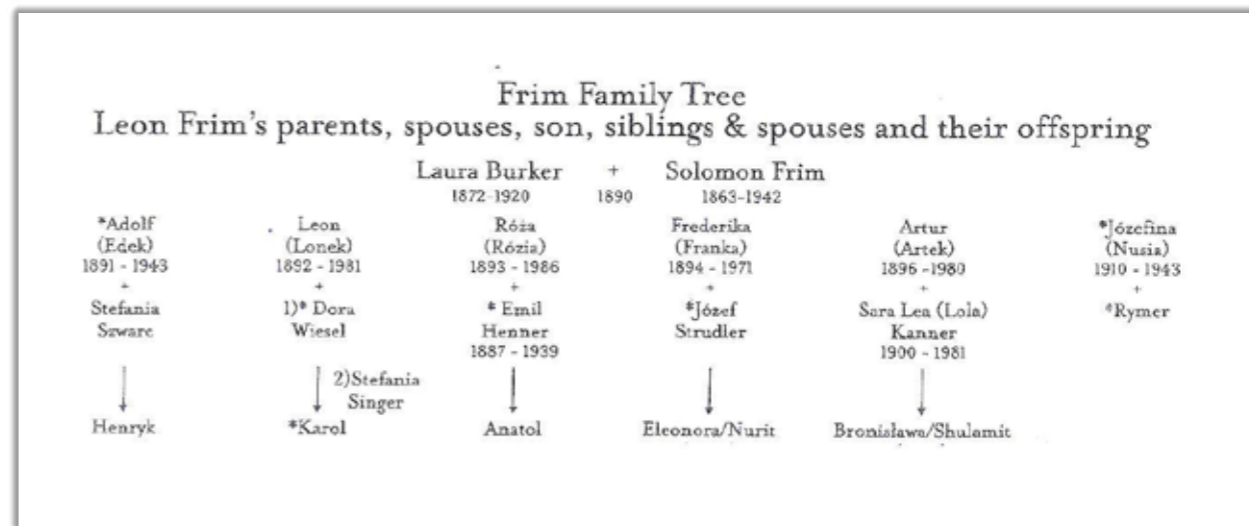 Frim Family Tree
Leon Frim's parents, spouses, son, siblings & spouses and their offspring
Laura Burker + Solomon Frim
1872-1920 1890 1863-1942
*Adolf Leon Róża Frederika Artur *Józefina
(Edek) (Lonek) (Rózia) (Franka) (Artek) (Nusia)
1891 - 1943 1892 - 1981 1893 - 1986 1894 - 1971 1896 -1980 1910 - 1943
+ + + + + +
Stefania 1)* Dora * Emil *Józef Sara Lea (Lola) *Rymer
Szwarc Wiesel Henner Strudler Kanner
1887 - 1939 1900 - 1981
2)Stefania
Singer
Henryk *Karol Anatol Eleonora/Nurit Bronisława/Shulamit